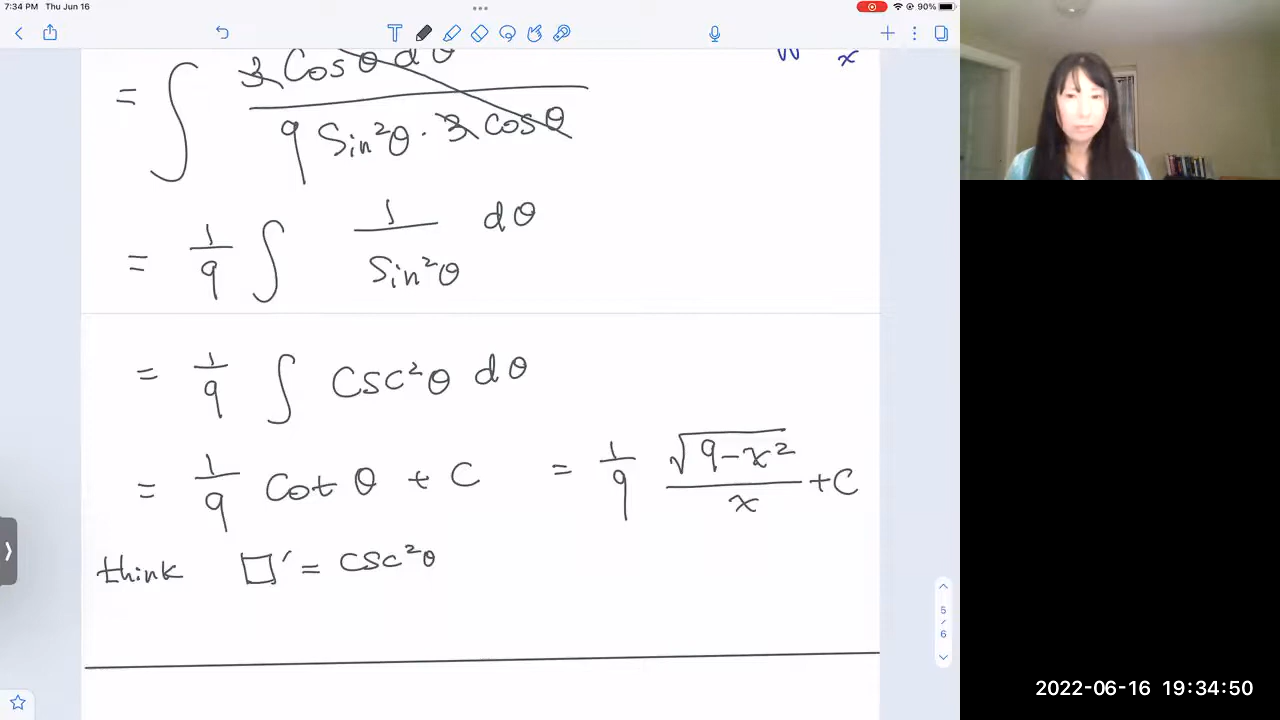 7:34 PM Thu Jun 16
90%
= ∫ 3 Cos θ dθ / 9 Sin²θ · 3 cos θ
x
= 1/9 ∫ 1/Sin²θ dθ
= 1/9 ∫ Csc²θ dθ
= 1/9 Cot θ + C = 1/9 √(9-x²)/x + C
think □′ = csc²θ
5
/
6
2022-06-16 19:34:50